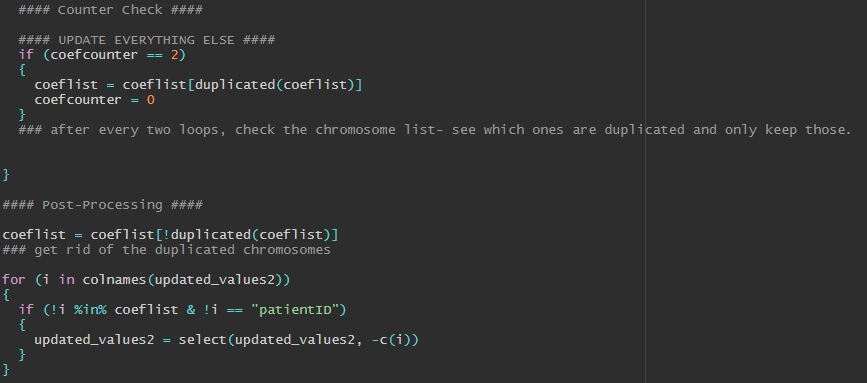 #### Counter Check ####
#### UPDATE EVERYTHING ELSE ####
if (coefcounter == 2)
{
coeflist = coeflist[duplicated(coeflist)]
coefcounter = 0
}
### after every two loops, check the chromosome list- see which ones are duplicated and only keep those.
}
#### Post-Processing ####
coeflist = coeflist[!duplicated(coeflist)]
### get rid of the duplicated chromosomes
for (i in colnames(updated_values2))
{
if (!i %in% coeflist & !i == "patientID")
{
updated_values2 = select(updated_values2, -c(i))
}
}